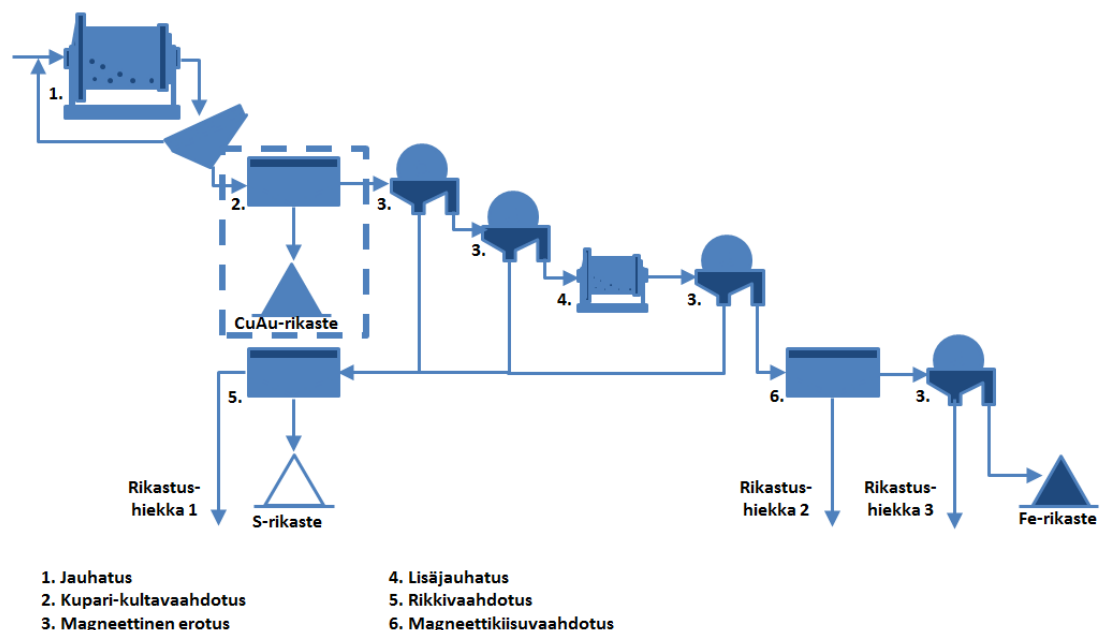 1.
2.
3.
3.
4.
3.
CuAu-rikaste
5.
6.
3.
Rikastus-
hiekka 1
S-rikaste
Rikastus-
hiekka 2
Rikastus-
hiekka 3
Fe-rikaste
1. Jauhatus
2. Kupari-kultavaahdotus
3. Magneettinen erotus
4. Lisäjauhatus
5. Rikkivaahdotus
6. Magneettikiisuvaahdotus